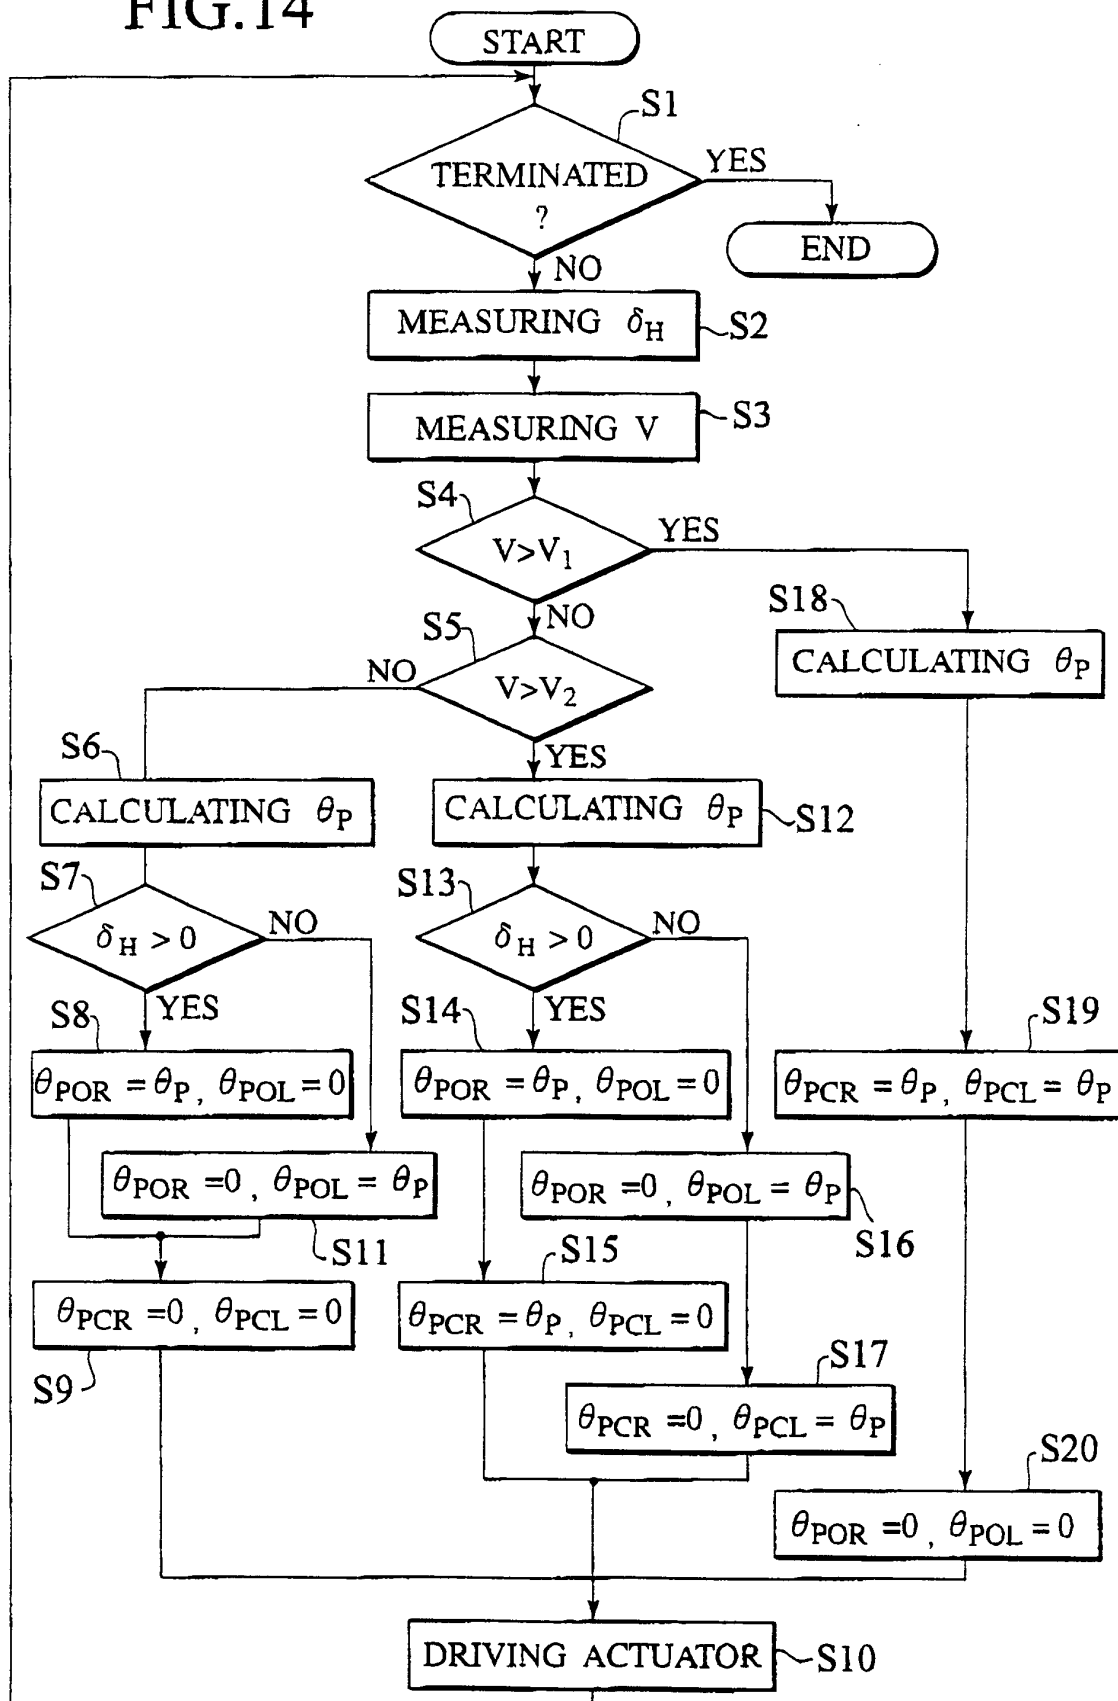 FIG.14
START
S1
TERMINATED
?
YES
END
NO
MEASURING δH
S2
MEASURING V
S3
S4
V>V1
YES
NO
S18
CALCULATING θP
S5
V>V2
NO
YES
S6
CALCULATING θP
CALCULATING θP
S12
S7
δH > 0
NO
YES
S13
δH > 0
NO
YES
S8
θPOR = θP, θPOL = 0
S14
θPOR = θP, θPOL = 0
S19
θPCR = θP, θPCL = θP
θPOR =0, θPOL = θP
S11
θPOR =0, θPOL = θP
S16
θPCR =0, θPCL = 0
S9
S15
θPCR = θP, θPCL = 0
S17
θPCR =0, θPCL = θP
S20
θPOR =0, θPOL = 0
DRIVING ACTUATOR
S10